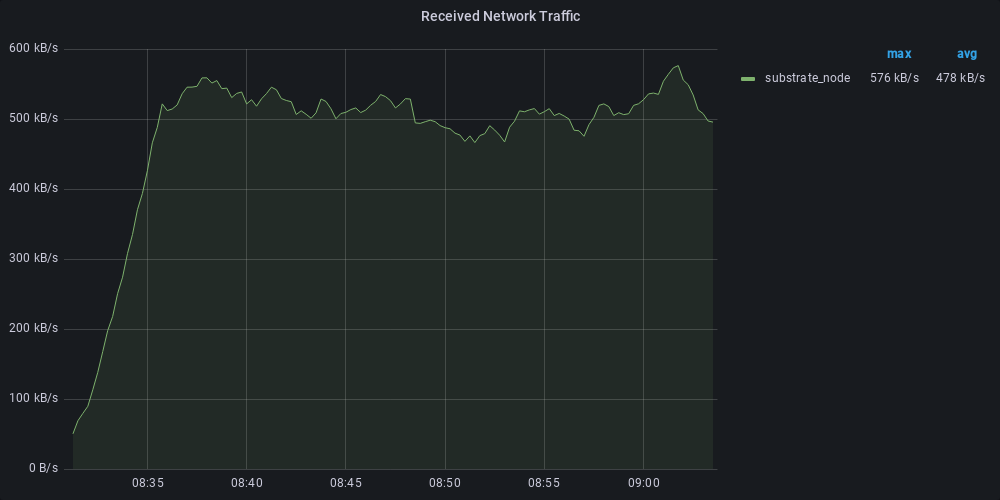 Received Network Traffic
600 kB/s
500 kB/s
400 kB/s
300 kB/s
200 kB/s
100 kB/s
0 B/s
08:35 08:40 08:45 08:50 08:55 09:00
max avg
substrate_node 576 kB/s 478 kB/s